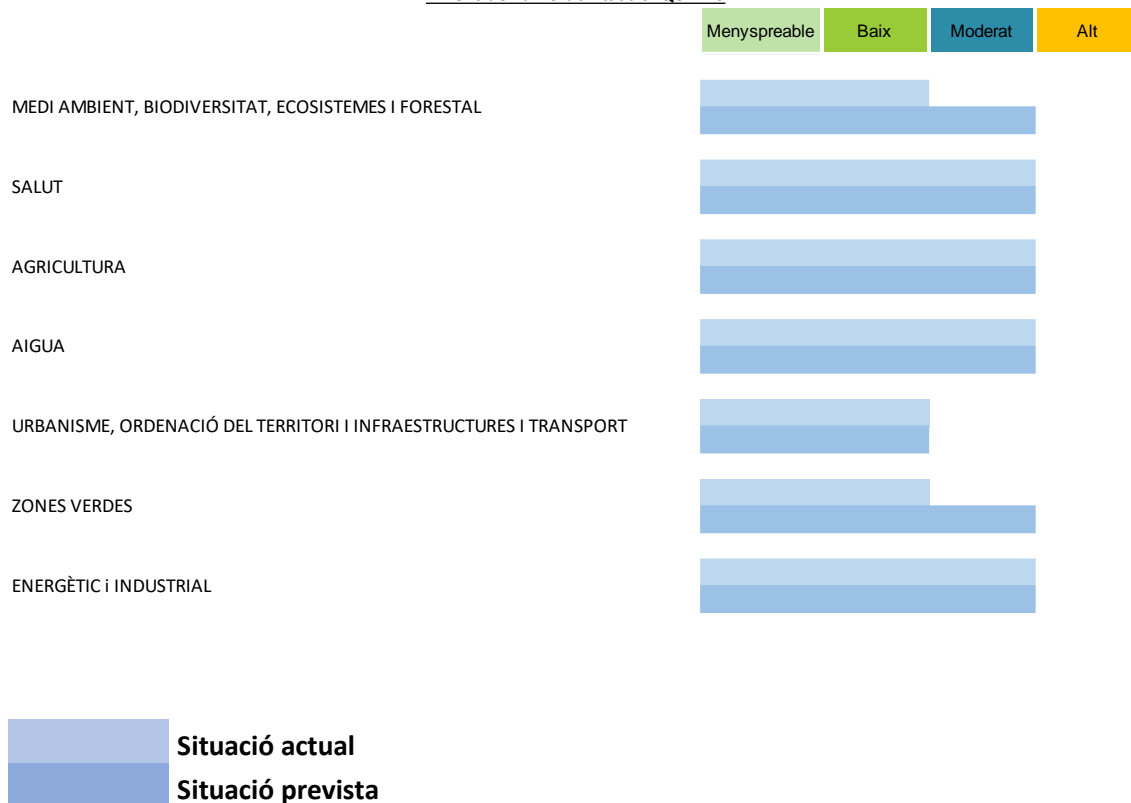 Menyspreable Baix Moderat Alt
MEDI AMBIENT, BIODIVERSITAT, ECOSISTEMES I FORESTAL
SALUT
AGRICULTURA
AIGUA
URBANISME, ORDENACIÓ DEL TERRITORI I INFRAESTRUCTURES I TRANSPORT
ZONES VERDES
ENERGÈTIC i INDUSTRIAL
Situació actual
Situació prevista